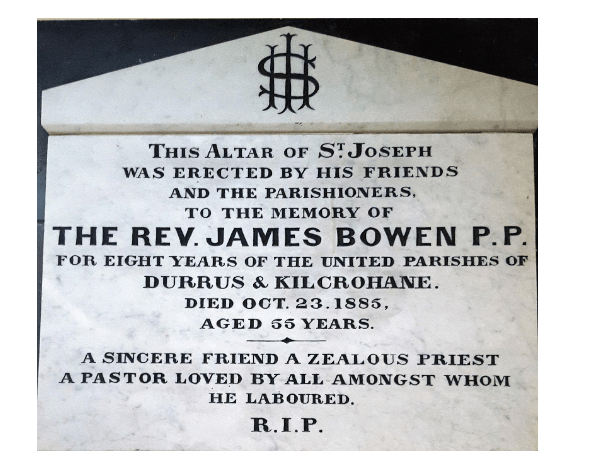 IHS
THIS ALTAR OF ST. JOSEPH
WAS ERECTED BY HIS FRIENDS
AND THE PARISHIONERS,
TO THE MEMORY OF
THE REV. JAMES BOWEN P.P.
FOR EIGHT YEARS OF THE UNITED PARISHES OF
DURRUS & KILCROHANE.
DIED OCT. 23. 1885,
AGED 55 YEARS.
A SINCERE FRIEND A ZEALOUS PRIEST
A PASTOR LOVED BY ALL AMONGST WHOM
HE LABOURED.
R.I.P.